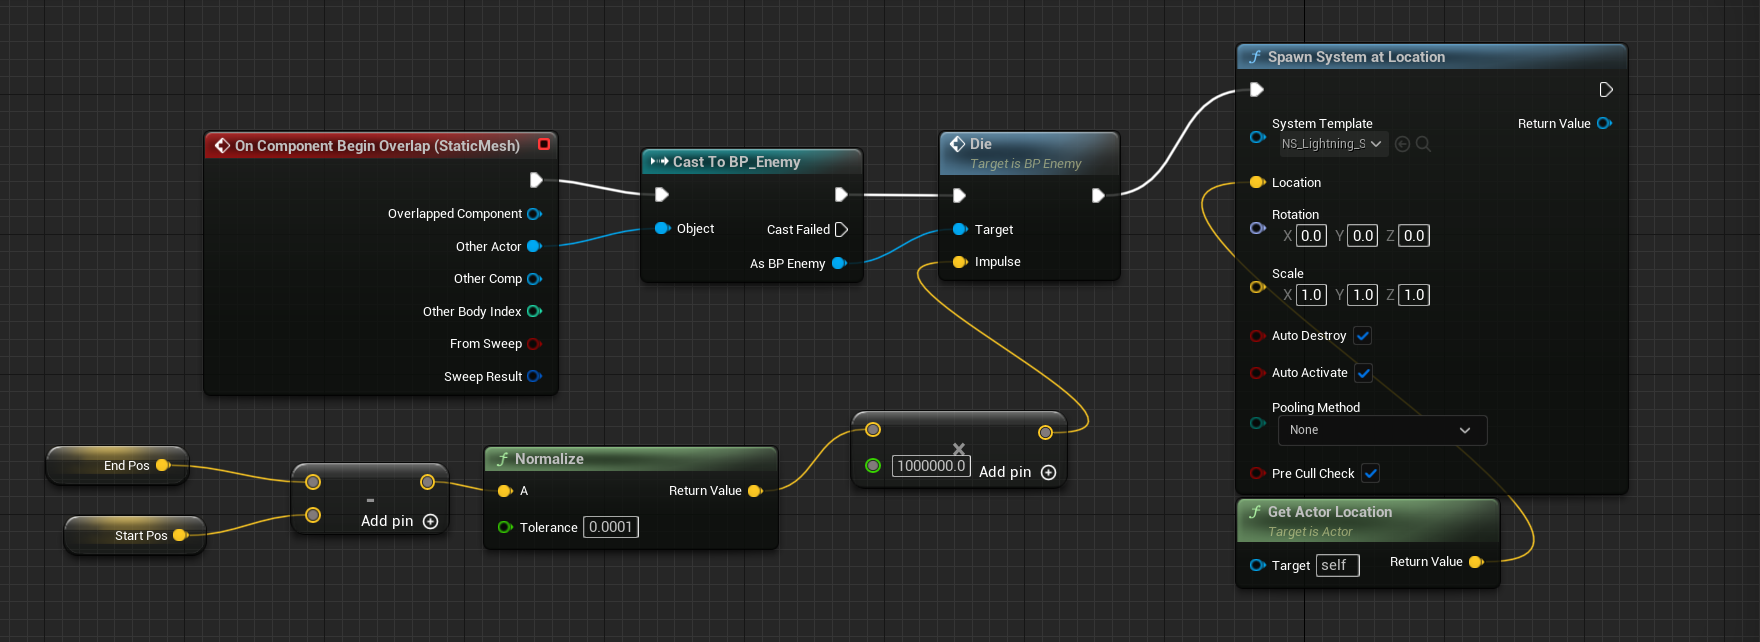 On Component Begin Overlap (StaticMesh)
Overlapped Component
Other Actor
Other Comp
Other Body Index
From Sweep
Sweep Result
Cast To BP_Enemy
Object
Cast Failed
As BP Enemy
Die
Target is BP Enemy
Target
Impulse
Spawn System at Location
System Template
NS_Lightning_S
Return Value
Location
Rotation
X 0.0 Y 0.0 Z 0.0
Scale
X 1.0 Y 1.0 Z 1.0
Auto Destroy
Auto Activate
Pooling Method
None
Pre Cull Check
End Pos
Start Pos
-
Add pin
Normalize
A
Return Value
Tolerance 0.0001
1000000.0
Add pin
Get Actor Location
Target is Actor
Target self
Return Value